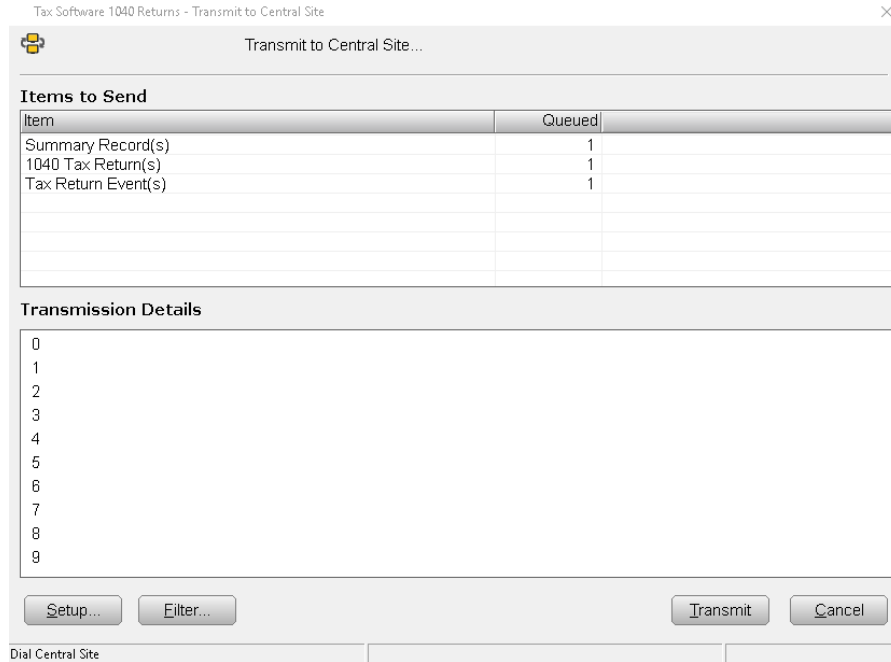 Tax Software 1040 Returns - Transmit to Central Site
Transmit to Central Site...
Items to Send
Item Queued
Summary Record(s) 1
1040 Tax Return(s) 1
Tax Return Event(s) 1
Transmission Details
0
1
2
3
4
5
6
7
8
9
Setup... Filter... Transmit Cancel
Dial Central Site